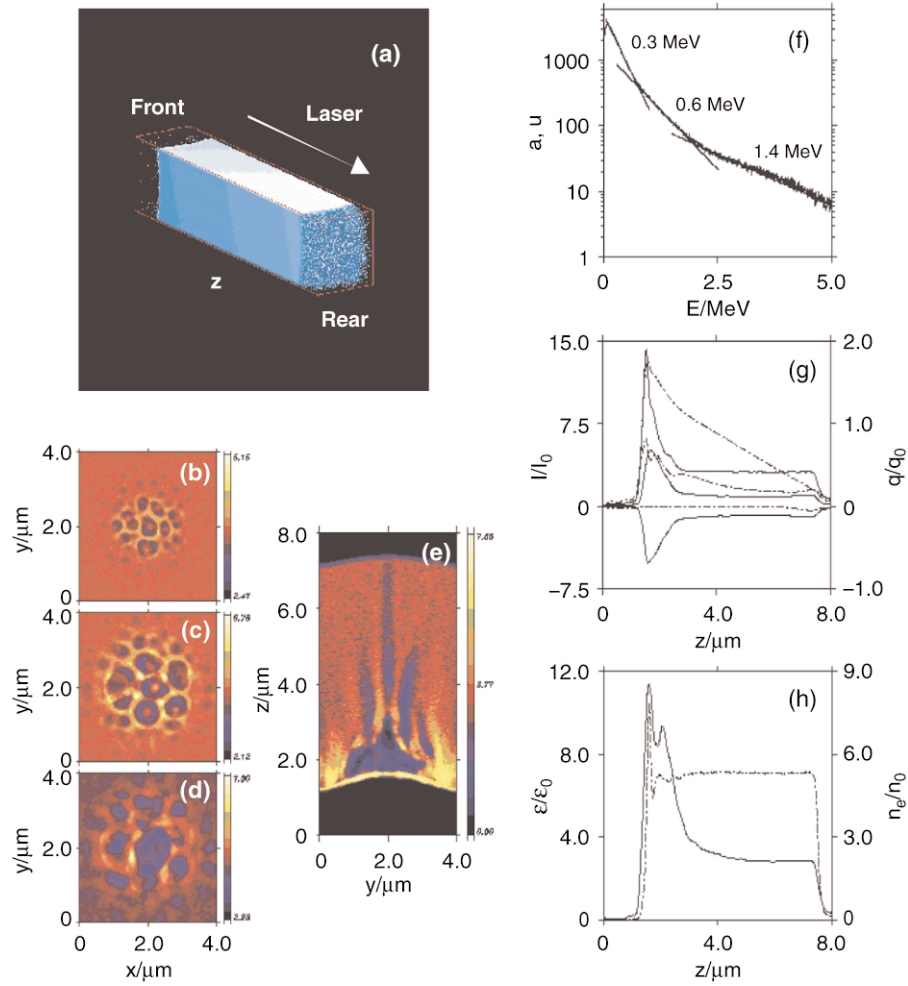 (a)
Front
Laser
z
Rear
(b)
4.0
2.0
0
y/μm
(c)
4.0
2.0
0
y/μm
(d)
4.0
2.0
0
y/μm
0 2.0 4.0
x/μm
(e)
8.0
6.0
4.0
2.0
0
z/μm
0 2.0 4.0
y/μm
(f)
1000
100
10
1
a, u
0.3 MeV
0.6 MeV
1.4 MeV
0 2.5 5.0
E/MeV
(g)
15.0
7.5
0
−7.5
I/I₀
2.0
1.0
0
−1.0
q/q₀
0 4.0 8.0
z/μm
(h)
12.0
8.0
4.0
0
ε/ε₀
9.0
6.0
3.0
0
nₑ/n₀
0 4.0 8.0
z/μm